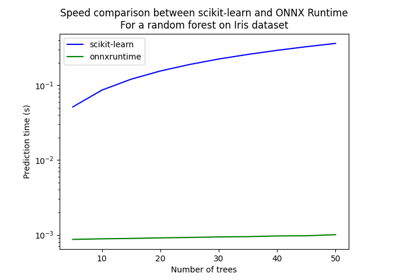 Speed comparison between scikit-learn and ONNX Runtime
For a random forest on Iris dataset
scikit-learn
onnxruntime
10⁻¹
10⁻²
10⁻³
Prediction time (s)
10 20 30 40 50
Number of trees